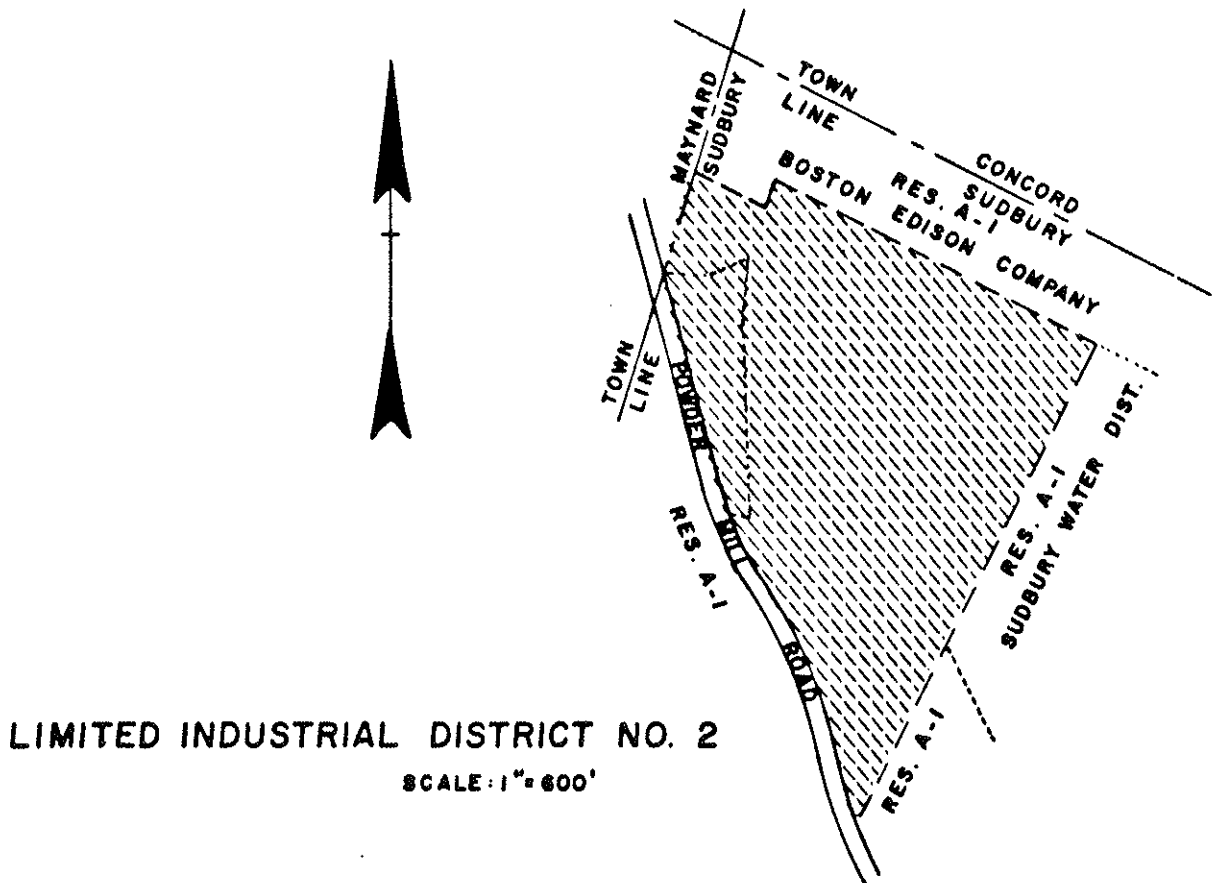 TOWN
LINE
MAYNARD
SUDBURY
CONCORD
SUDBURY
RES. A-1
BOSTON EDISON COMPANY
TOWN
LINE
POWDER MILL ROAD
RES. A-1
RES. A-1
SUDBURY WATER DIST.
RES. A-1
LIMITED INDUSTRIAL DISTRICT NO. 2
SCALE: 1"=600'